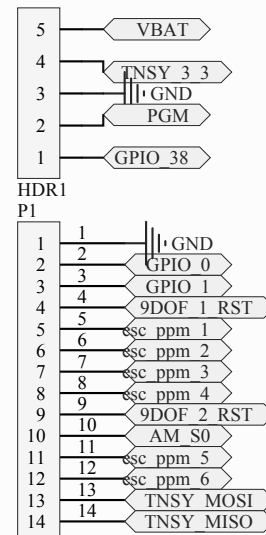 5 VBAT
4 TNSY_3_3
3 GND
2 PGM
1 GPIO_38
HDR1
P1
1 1 GND
2 2 GPIO_0
3 3 GPIO_1
4 4 9DOF_1_RST
5 5 esc_ppm_1
6 6 esc_ppm_2
7 7 esc_ppm_3
8 8 esc_ppm_4
9 9 9DOF_2_RST
10 10 AM_S0
11 11 esc_ppm_5
12 12 esc_ppm_6
13 13 TNSY_MOSI
14 14 TNSY_MISO